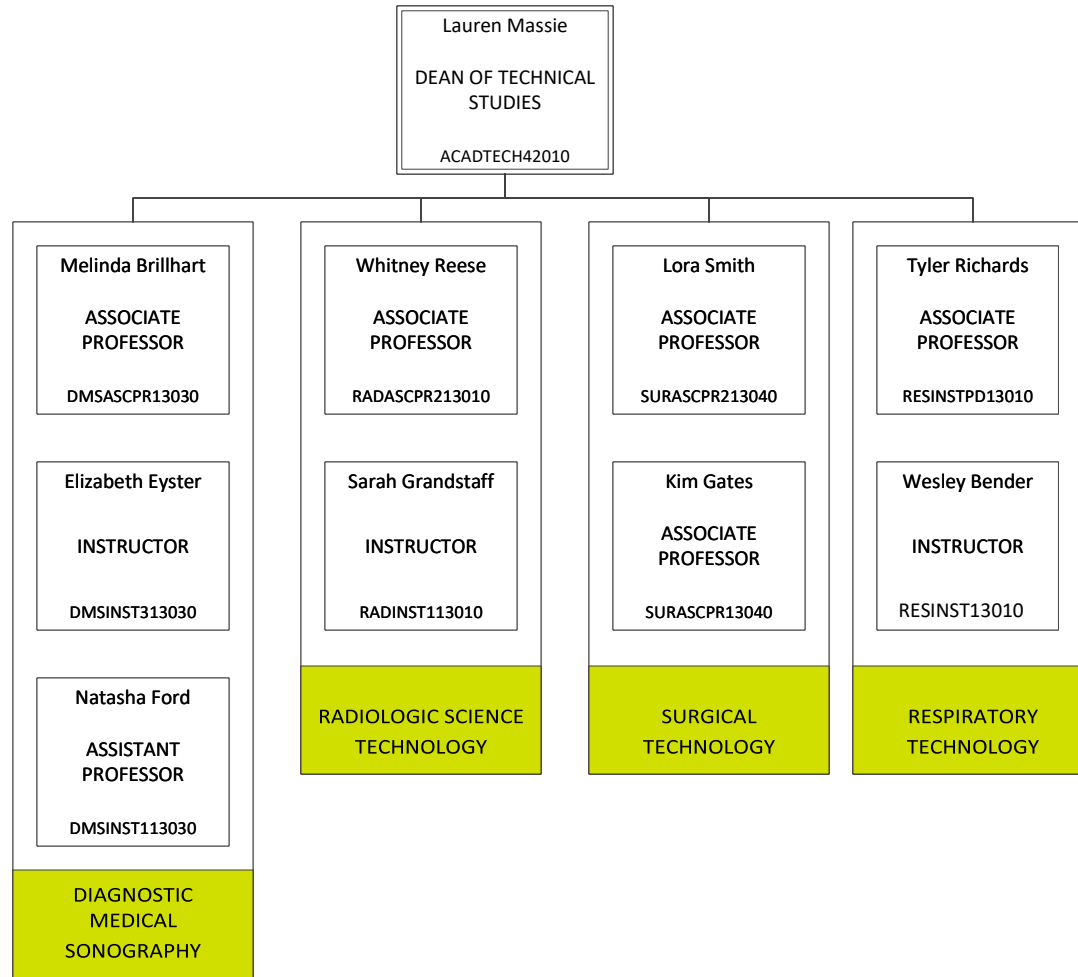 Lauren Massie
DEAN OF TECHNICAL
STUDIES
ACADTECH42010
Melinda Brillhart
ASSOCIATE
PROFESSOR
DMSASCPR13030
Elizabeth Eyster
INSTRUCTOR
DMSINST313030
Natasha Ford
ASSISTANT
PROFESSOR
DMSINST113030
DIAGNOSTIC
MEDICAL
SONOGRAPHY
Whitney Reese
ASSOCIATE
PROFESSOR
RADASCPR213010
Sarah Grandstaff
INSTRUCTOR
RADINST113010
RADIOLOGIC SCIENCE
TECHNOLOGY
Lora Smith
ASSOCIATE
PROFESSOR
SURASCPR213040
Kim Gates
ASSOCIATE
PROFESSOR
SURASCPR13040
SURGICAL
TECHNOLOGY
Tyler Richards
ASSOCIATE
PROFESSOR
RESINSTPD13010
Wesley Bender
INSTRUCTOR
RESINST13010
RESPIRATORY
TECHNOLOGY